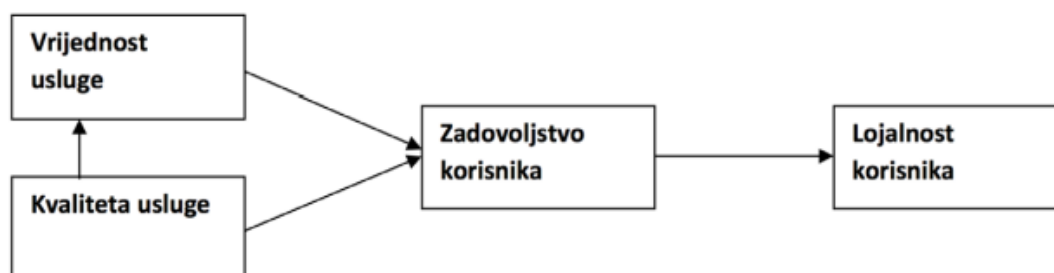 Vrijednost
usluge
Kvaliteta usluge
Zadovoljstvo
korisnika
Lojalnost
korisnika